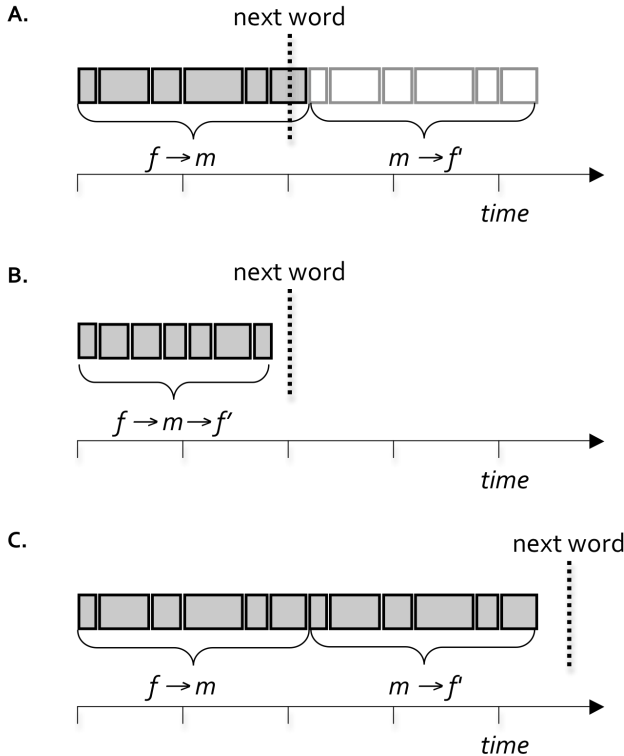 A.
next word
f → m
m → f'
time
B.
next word
f → m → f'
time
C.
next word
f → m
m → f'
time